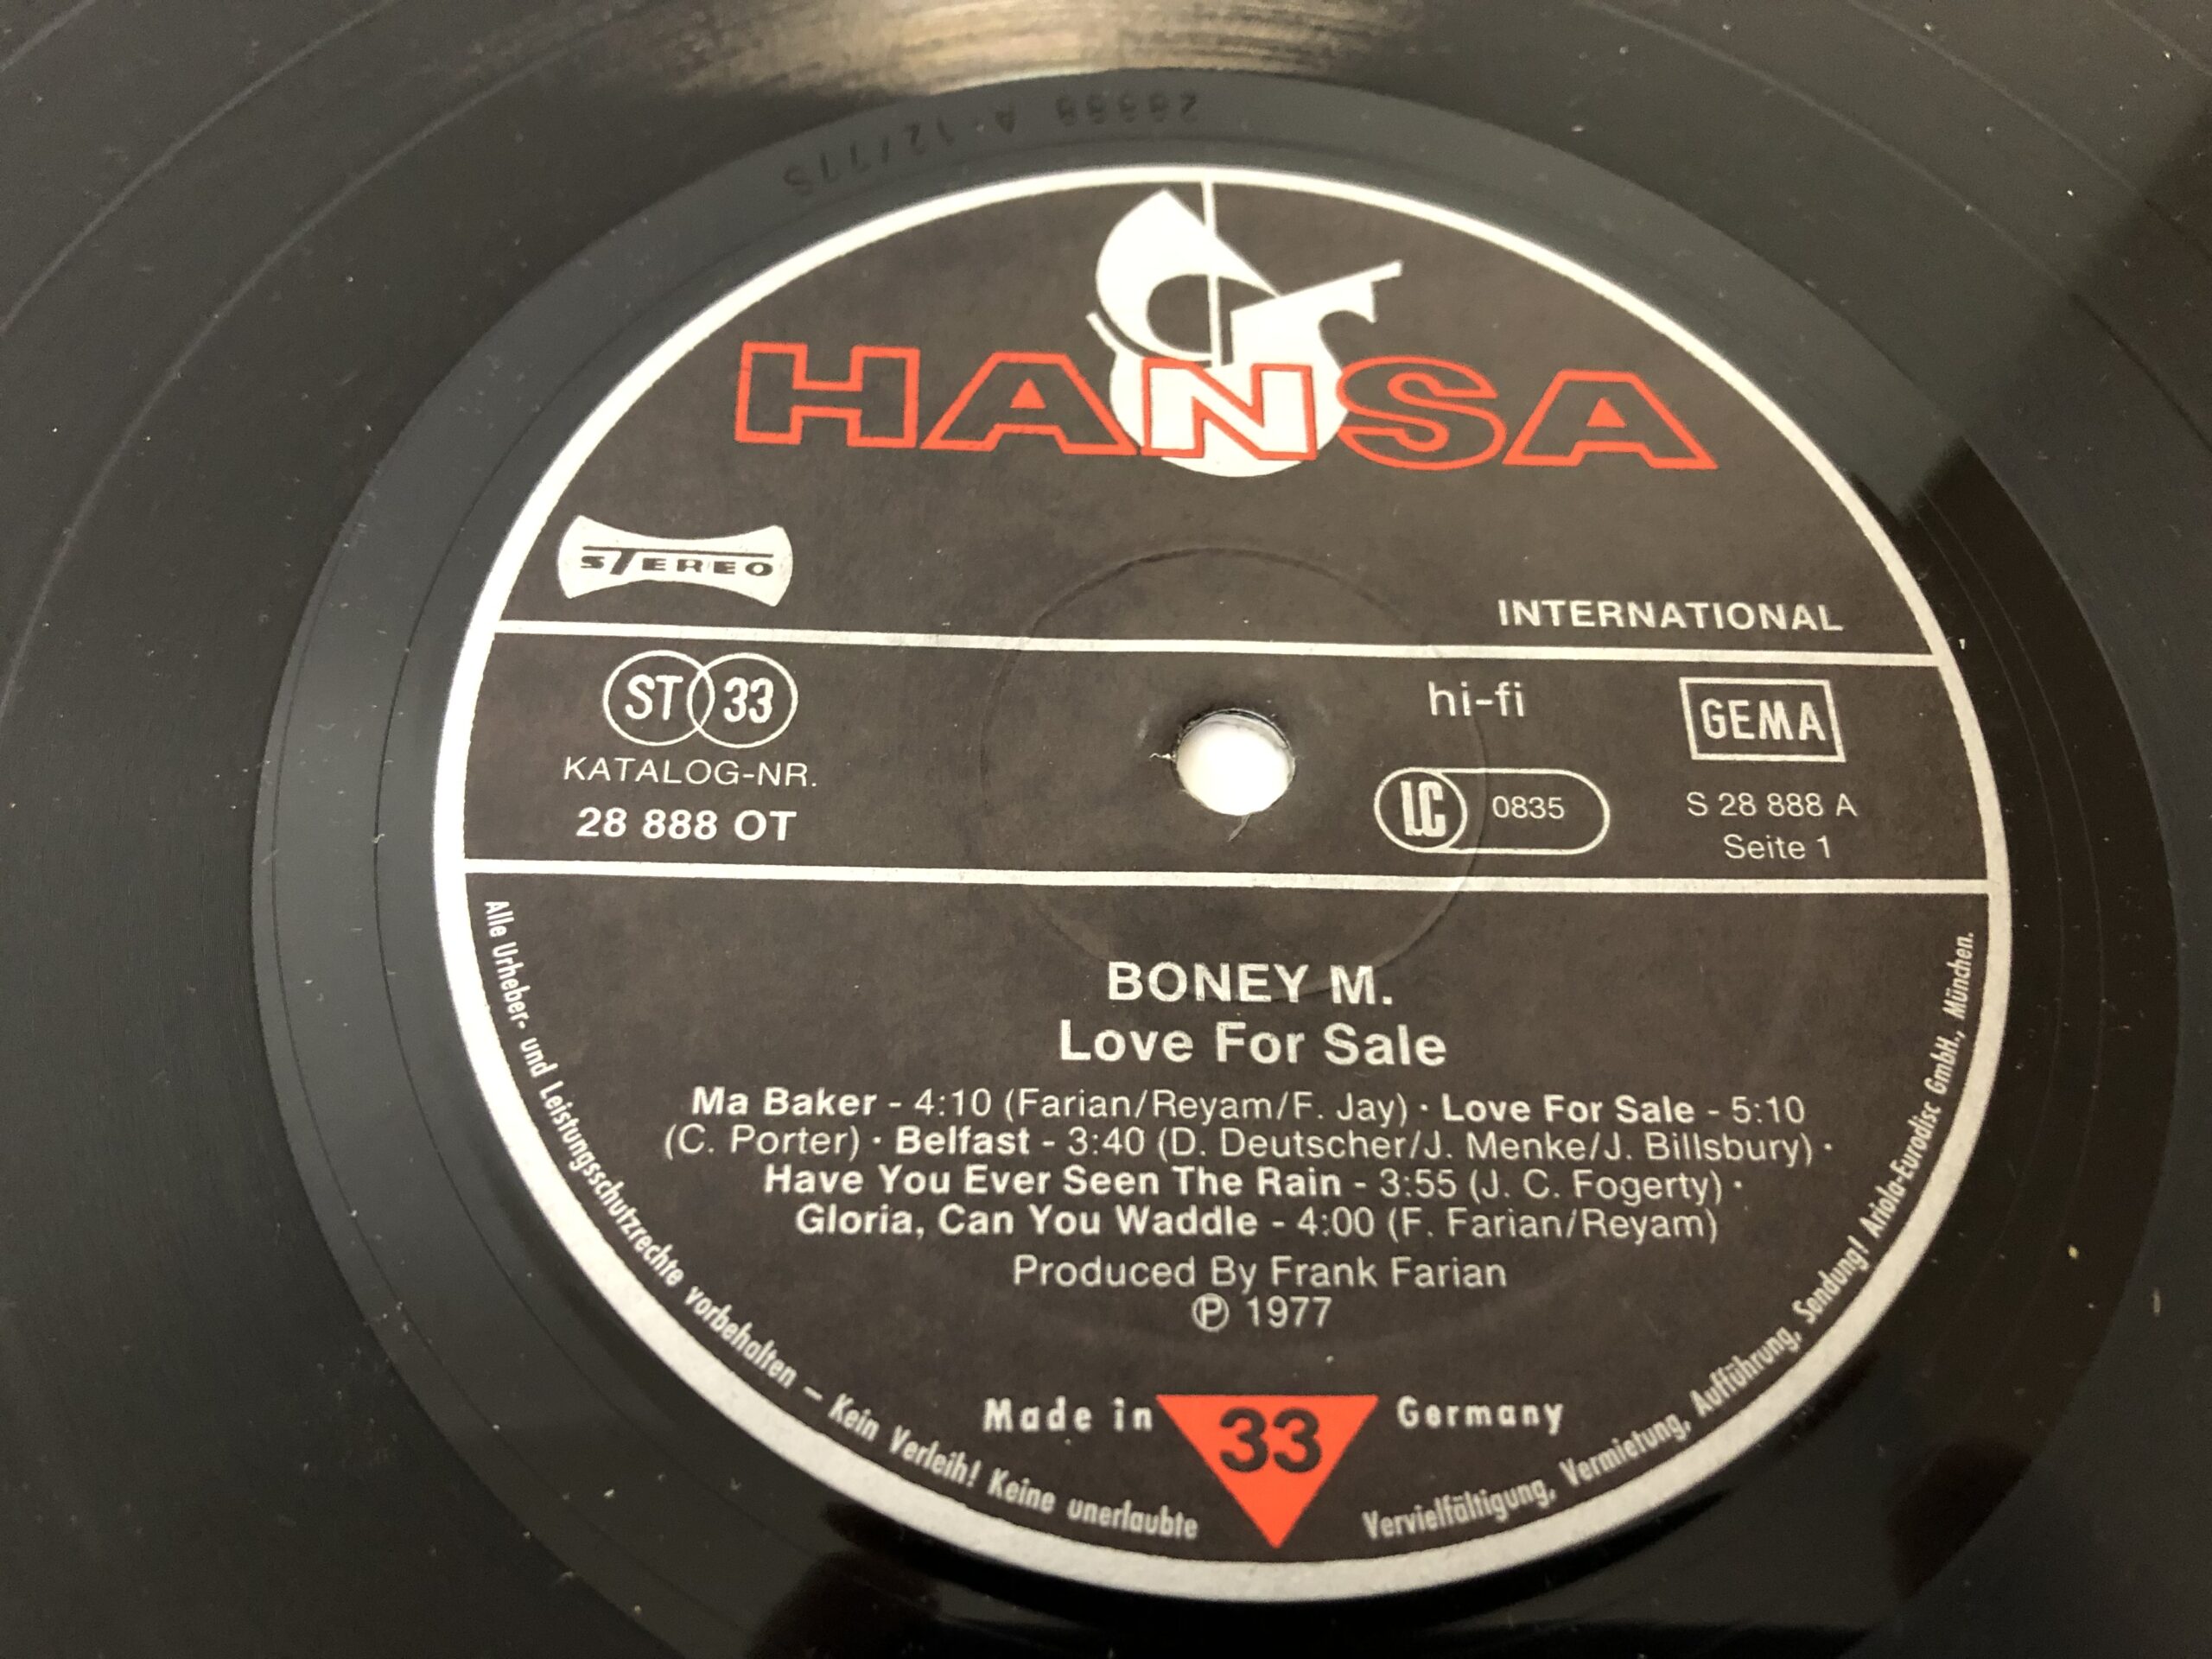 28888 A-12/77S
HANSA
STEREO
INTERNATIONAL
ST 33
hi-fi
GEMA
KATALOG-NR.
28 888 OT
LC 0835
S 28 888 A
Seite 1
BONEY M.
Love For Sale
Ma Baker - 4:10 (Farian/Reyam/F. Jay) · Love For Sale - 5:10
(C. Porter) · Belfast - 3:40 (D. Deutscher/J. Menke/J. Billsbury) ·
Have You Ever Seen The Rain - 3:55 (J. C. Fogerty) ·
Gloria, Can You Waddle - 4:00 (F. Farian/Reyam)
Produced By Frank Farian
℗ 1977
Made in 33 Germany
Alle Urheber- und Leistungsschutzrechte vorbehalten – Kein Verleih! Keine unerlaubte Vervielfältigung, Vermietung, Aufführung, Sendung! Ariola-Eurodisc GmbH., München.